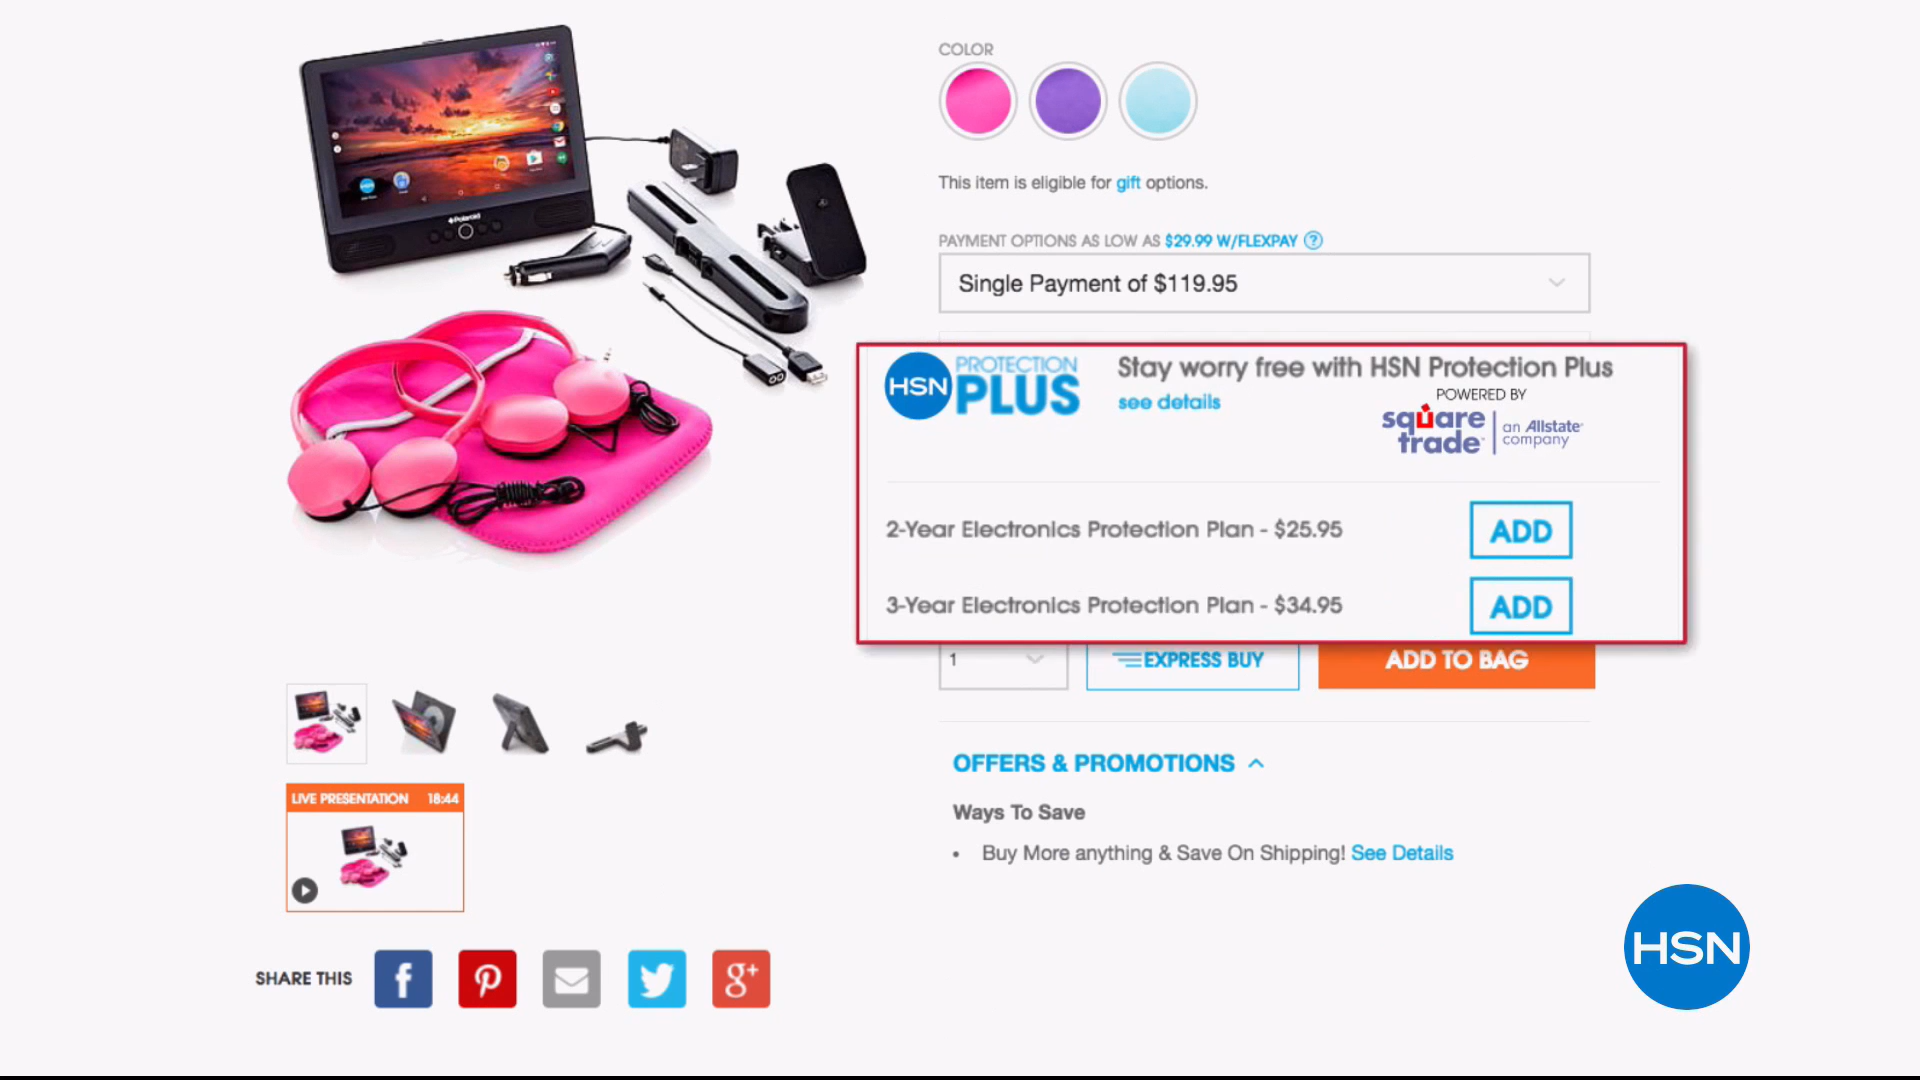 COLOR
This item is eligible for gift options.
PAYMENT OPTIONS AS LOW AS $29.99 W/FLEXPAY ?
Single Payment of $119.95
HSN PROTECTION PLUS
Stay worry free with HSN Protection Plus
see details
POWERED BY
square trade
an Allstate company
2-Year Electronics Protection Plan - $25.95
ADD
3-Year Electronics Protection Plan - $34.95
ADD
1
EXPRESS BUY
ADD TO BAG
OFFERS & PROMOTIONS
Ways To Save
• Buy More anything & Save On Shipping! See Details
Polaroid
LIVE PRESENTATION 18:44
SHARE THIS
f
g+
HSN